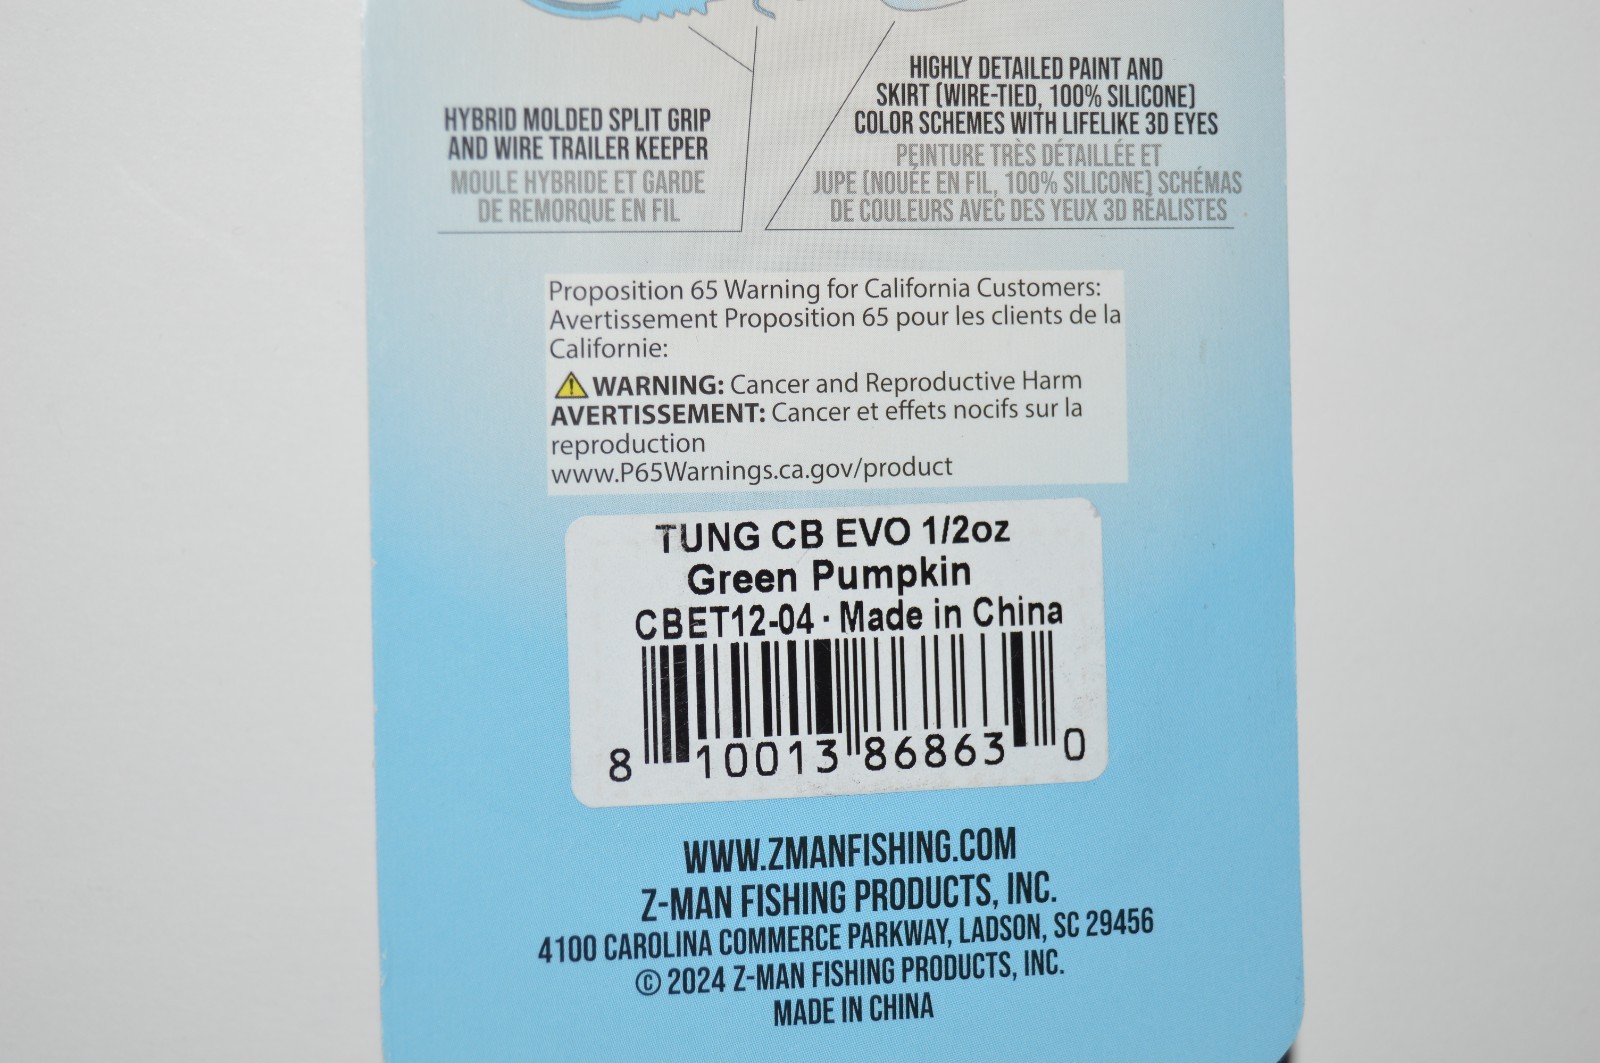 HYBRID MOLDED SPLIT GRIP
AND WIRE TRAILER KEEPER
MOULE HYBRIDE ET GARDE
DE REMORQUE EN FIL
HIGHLY DETAILED PAINT AND
SKIRT (WIRE-TIED, 100% SILICONE)
COLOR SCHEMES WITH LIFELIKE 3D EYES
PEINTURE TRÈS DÉTAILLÉE ET
JUPE (NOUÉE EN FIL, 100% SILICONE) SCHÉMAS
DE COULEURS AVEC DES YEUX 3D RÉALISTES
Proposition 65 Warning for California Customers:
Avertissement Proposition 65 pour les clients de la
Californie:
WARNING: Cancer and Reproductive Harm
AVERTISSEMENT: Cancer et effets nocifs sur la
reproduction
www.P65Warnings.ca.gov/product
TUNG CB EVO 1/2oz
Green Pumpkin
CBET12-04 · Made in China
8 10013 86863 0
WWW.ZMANFISHING.COM
Z-MAN FISHING PRODUCTS, INC.
4100 CAROLINA COMMERCE PARKWAY, LADSON, SC 29456
© 2024 Z-MAN FISHING PRODUCTS, INC.
MADE IN CHINA